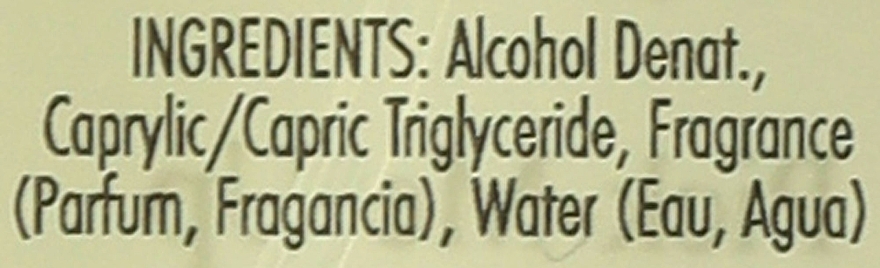 INGREDIENTS: Alcohol Denat.,
Caprylic/Capric Triglyceride, Fragrance
(Parfum, Fragancia), Water (Eau, Agua)